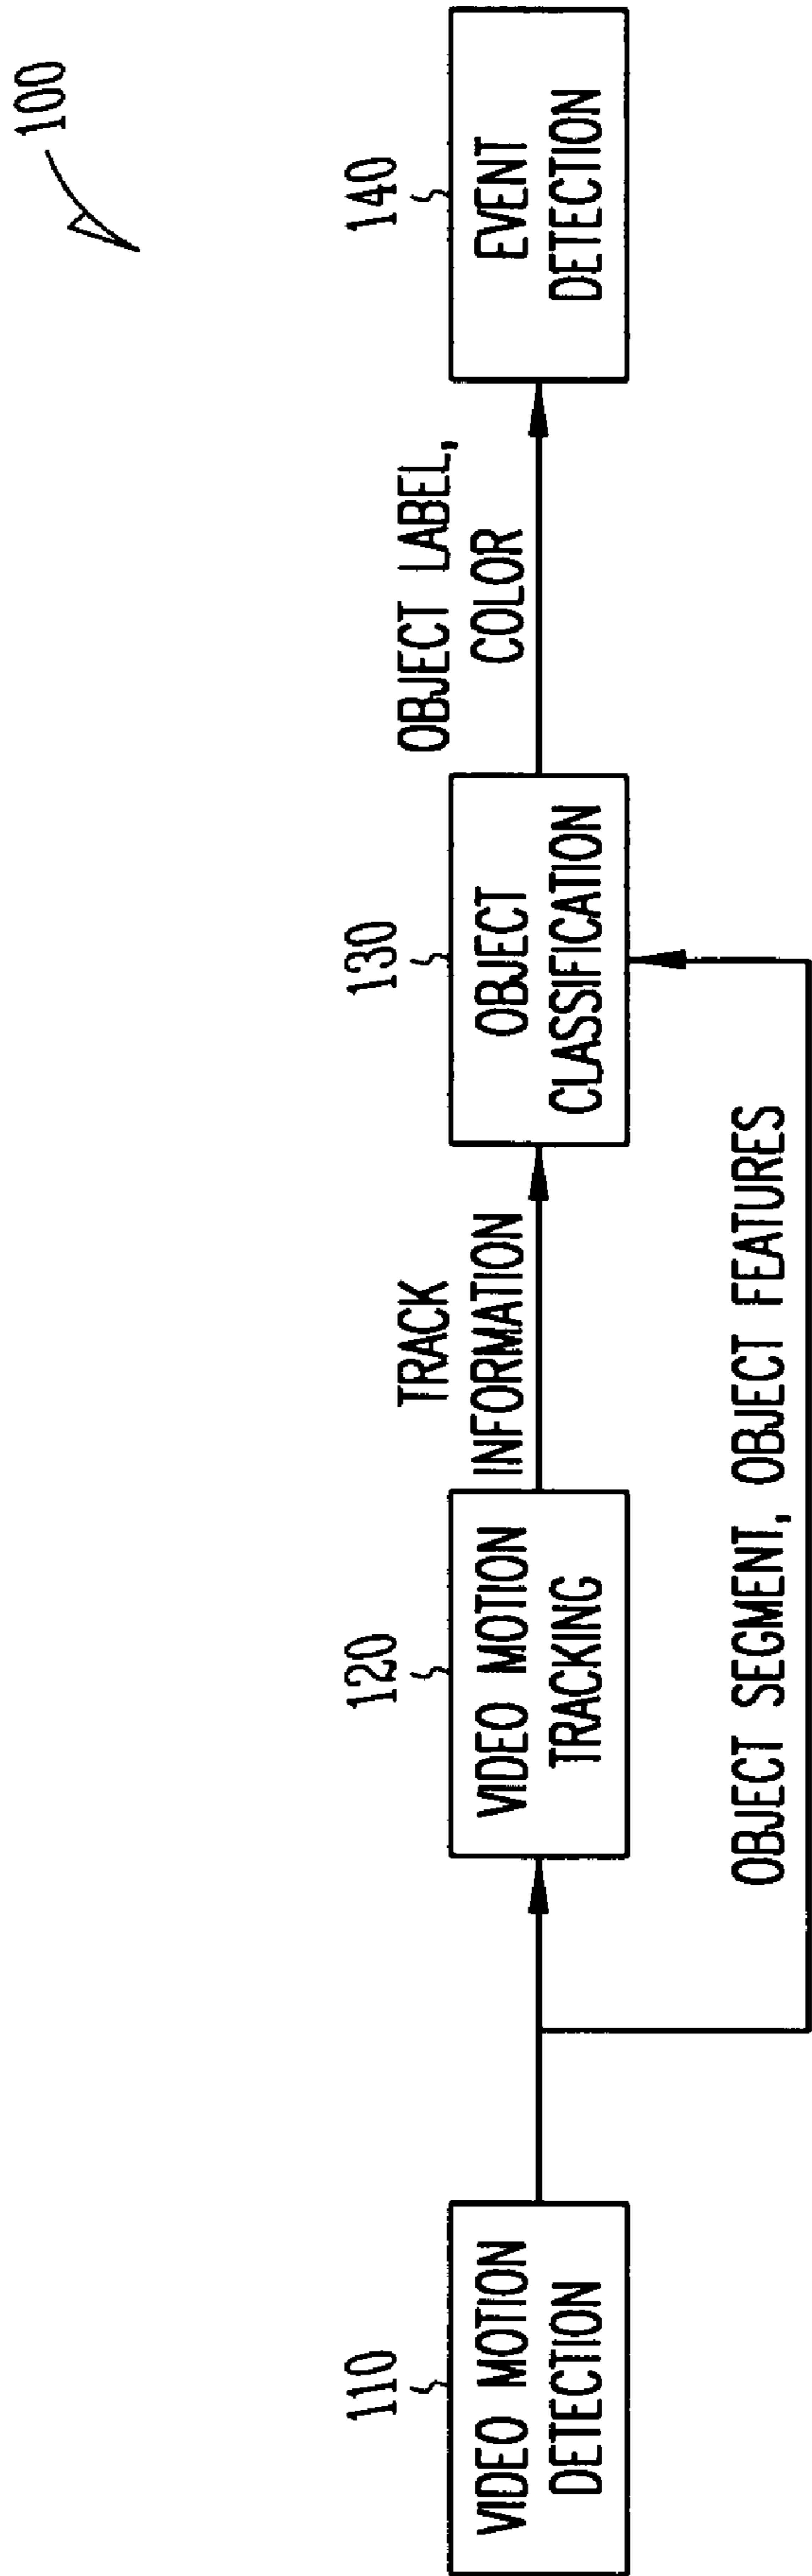 100
110
VIDEO MOTION
DETECTION
120
VIDEO MOTION
TRACKING
TRACK
INFORMATION
130
OBJECT
CLASSIFICATION
OBJECT LABEL,
COLOR
140
EVENT
DETECTION
OBJECT SEGMENT, OBJECT FEATURES